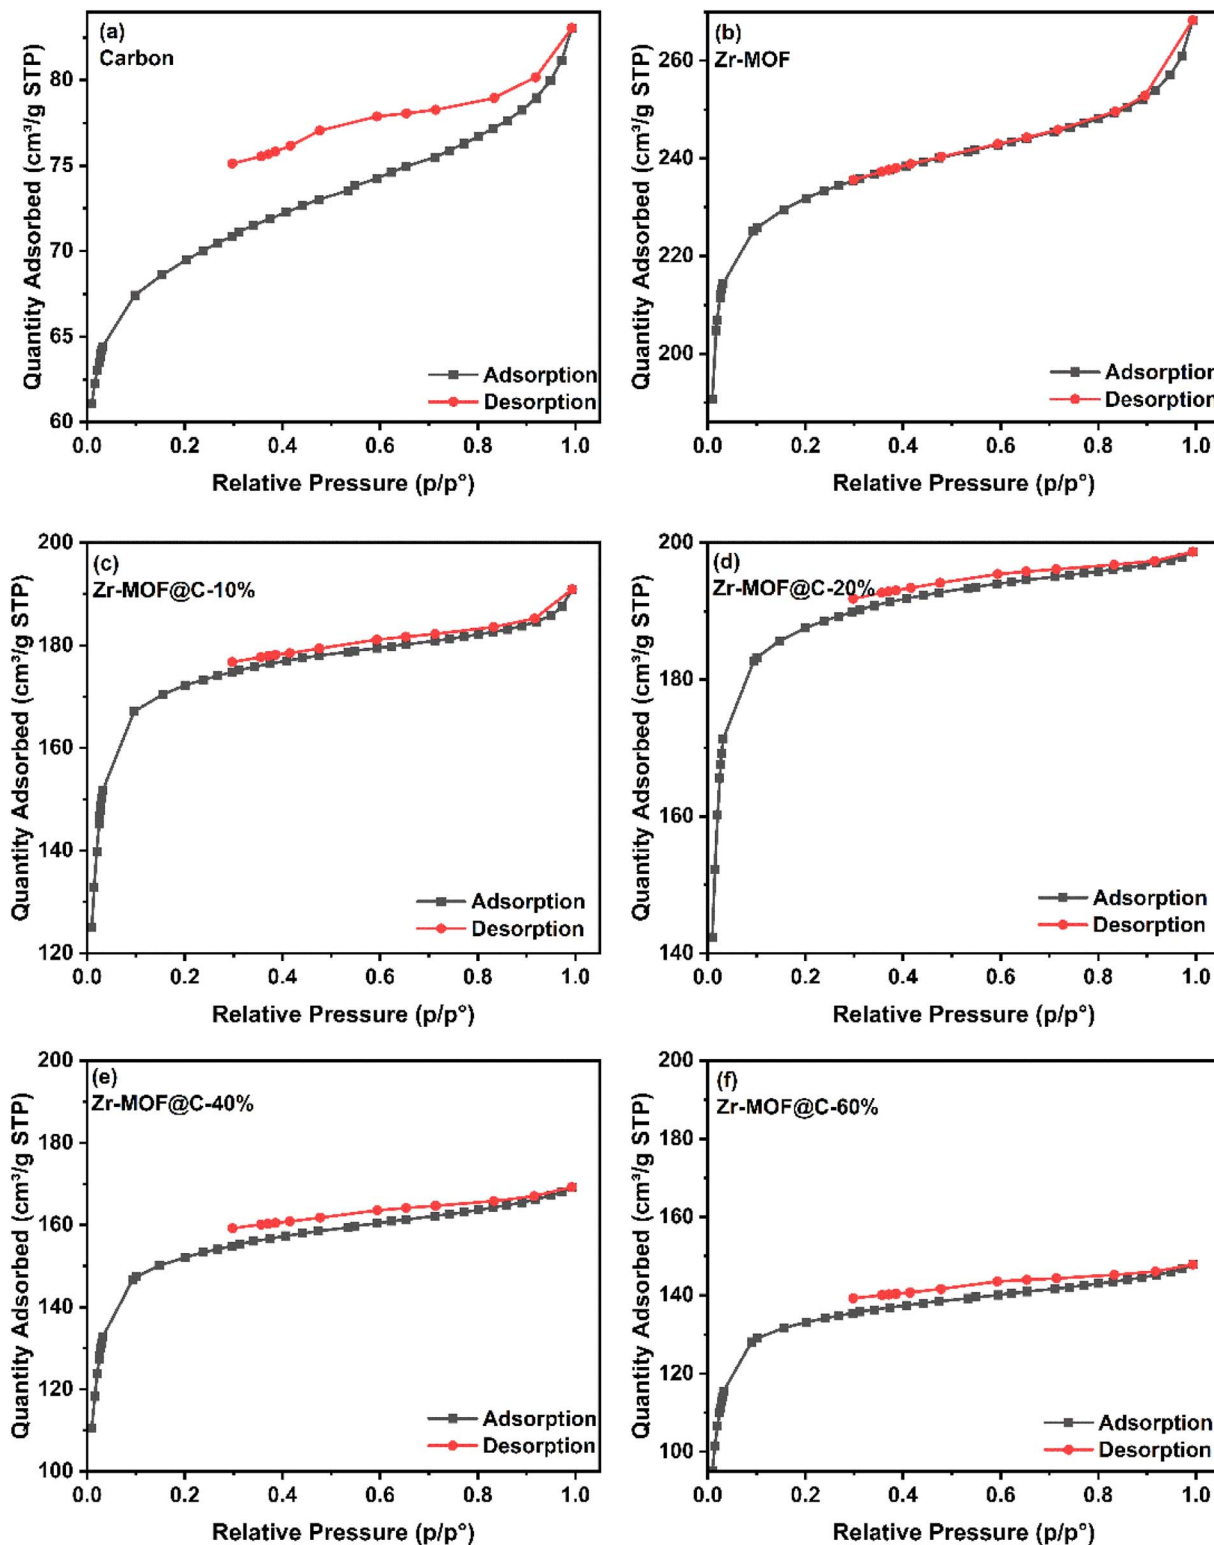 (a)
Carbon
Quantity Adsorbed (cm³/g STP)
80
75
70
65
60
Adsorption
Desorption
0.0 0.2 0.4 0.6 0.8 1.0
Relative Pressure (p/p°)
(b)
Zr-MOF
Quantity Adsorbed (cm³/g STP)
260
240
220
200
Adsorption
Desorption
0.0 0.2 0.4 0.6 0.8 1.0
Relative Pressure (p/p°)
(c)
Zr-MOF@C-10%
Quantity Adsorbed (cm³/g STP)
200
180
160
140
120
Adsorption
Desorption
0.0 0.2 0.4 0.6 0.8 1.0
Relative Pressure (p/p°)
(d)
Zr-MOF@C-20%
Quantity Adsorbed (cm³/g STP)
200
180
160
140
Adsorption
Desorption
0.0 0.2 0.4 0.6 0.8 1.0
Relative Pressure (p/p°)
(e)
Zr-MOF@C-40%
Quantity Adsorbed (cm³/g STP)
200
180
160
140
120
100
Adsorption
Desorption
0.0 0.2 0.4 0.6 0.8 1.0
Relative Pressure (p/p°)
(f)
Zr-MOF@C-60%
Quantity Adsorbed (cm³/g STP)
200
180
160
140
120
100
Adsorption
Desorption
0.0 0.2 0.4 0.6 0.8 1.0
Relative Pressure (p/p°)